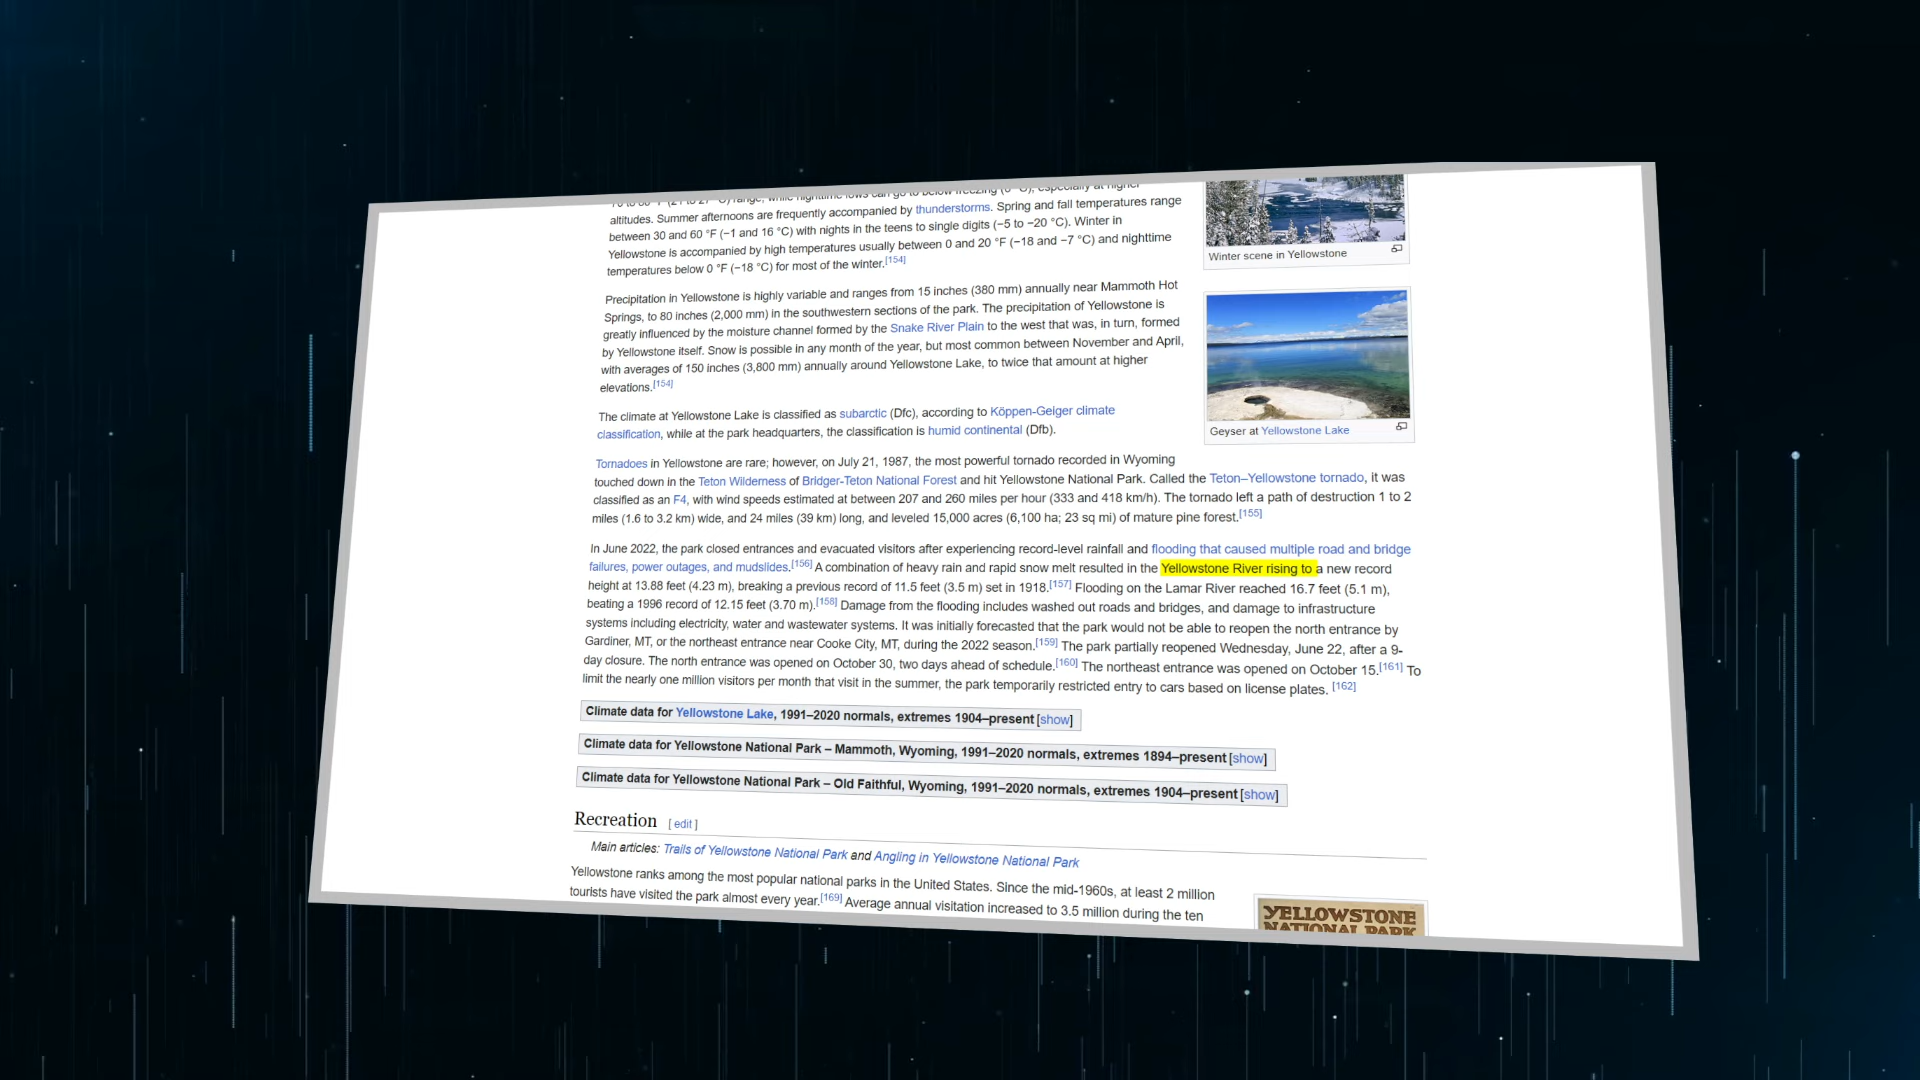 altitudes. Summer afternoons are frequently accompanied by thunderstorms. Spring and fall temperatures range
between 30 and 60 °F (−1 and 16 °C) with nights in the teens to single digits (−5 to −20 °C). Winter in
Yellowstone is accompanied by high temperatures usually between 0 and 20 °F (−18 and −7 °C) and nighttime
temperatures below 0 °F (−18 °C) for most of the winter.[154]
Winter scene in Yellowstone
Precipitation in Yellowstone is highly variable and ranges from 15 inches (380 mm) annually near Mammoth Hot
Springs, to 80 inches (2,000 mm) in the southwestern sections of the park. The precipitation of Yellowstone is
greatly influenced by the moisture channel formed by the Snake River Plain to the west that was, in turn, formed
by Yellowstone itself. Snow is possible in any month of the year, but most common between November and April,
with averages of 150 inches (3,800 mm) annually around Yellowstone Lake, to twice that amount at higher
elevations.[154]
The climate at Yellowstone Lake is classified as subarctic (Dfc), according to Köppen-Geiger climate
classification, while at the park headquarters, the classification is humid continental (Dfb).
Geyser at Yellowstone Lake
Tornadoes in Yellowstone are rare; however, on July 21, 1987, the most powerful tornado recorded in Wyoming
touched down in the Teton Wilderness of Bridger-Teton National Forest and hit Yellowstone National Park. Called the Teton–Yellowstone tornado, it was
classified as an F4, with wind speeds estimated at between 207 and 260 miles per hour (333 and 418 km/h). The tornado left a path of destruction 1 to 2
miles (1.6 to 3.2 km) wide, and 24 miles (39 km) long, and leveled 15,000 acres (6,100 ha; 23 sq mi) of mature pine forest.[155]
In June 2022, the park closed entrances and evacuated visitors after experiencing record-level rainfall and flooding that caused multiple road and bridge
failures, power outages, and mudslides.[156] A combination of heavy rain and rapid snow melt resulted in the Yellowstone River rising to a new record
height at 13.88 feet (4.23 m), breaking a previous record of 11.5 feet (3.5 m) set in 1918.[157] Flooding on the Lamar River reached 16.7 feet (5.1 m),
beating a 1996 record of 12.15 feet (3.70 m).[158] Damage from the flooding includes washed out roads and bridges, and damage to infrastructure
systems including electricity, water and wastewater systems. It was initially forecasted that the park would not be able to reopen the north entrance by
Gardiner, MT, or the northeast entrance near Cooke City, MT, during the 2022 season.[159] The park partially reopened Wednesday, June 22, after a 9-
day closure. The north entrance was opened on October 30, two days ahead of schedule.[160] The northeast entrance was opened on October 15.[161] To
limit the nearly one million visitors per month that visit in the summer, the park temporarily restricted entry to cars based on license plates. [162]
Climate data for Yellowstone Lake, 1991–2020 normals, extremes 1904–present [show]
Climate data for Yellowstone National Park – Mammoth, Wyoming, 1991–2020 normals, extremes 1894–present [show]
Climate data for Yellowstone National Park – Old Faithful, Wyoming, 1991–2020 normals, extremes 1904–present [show]
Recreation [ edit ]
Main articles: Trails of Yellowstone National Park and Angling in Yellowstone National Park
Yellowstone ranks among the most popular national parks in the United States. Since the mid-1960s, at least 2 million
tourists have visited the park almost every year.[169] Average annual visitation increased to 3.5 million during the ten
YELLOWSTONE
NATIONAL PARK